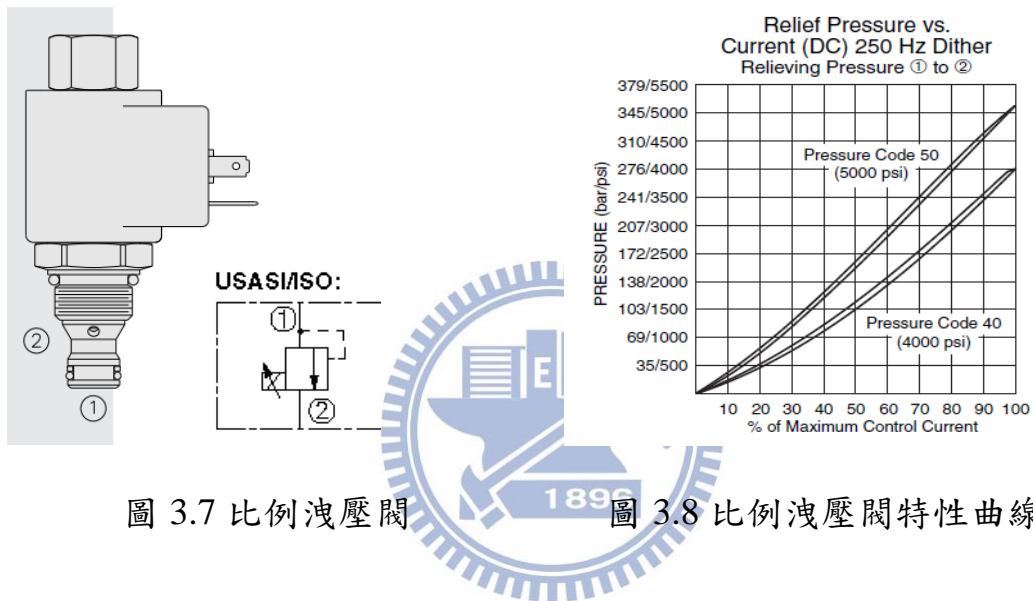 ②
①
USASI/ISO:
①
②
Relief Pressure vs.
Current (DC) 250 Hz Dither
Relieving Pressure ① to ②
PRESSURE (bar/psi)
379/5500
345/5000
310/4500
276/4000
241/3500
207/3000
172/2500
138/2000
103/1500
69/1000
35/500
Pressure Code 50
(5000 psi)
Pressure Code 40
(4000 psi)
10 20 30 40 50 60 70 80 90 100
% of Maximum Control Current
E
1896
圖 3.7 比例洩壓閥
圖 3.8 比例洩壓閥特性曲線